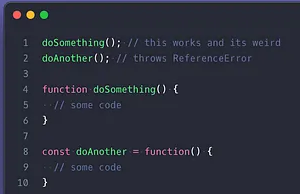 1 doSomething(); // this works and its weird
2 doAnother(); // throws ReferenceError
3
4 function doSomething() {
5 // some code
6 }
7
8 const doAnother = function() {
9 // some code
10 }